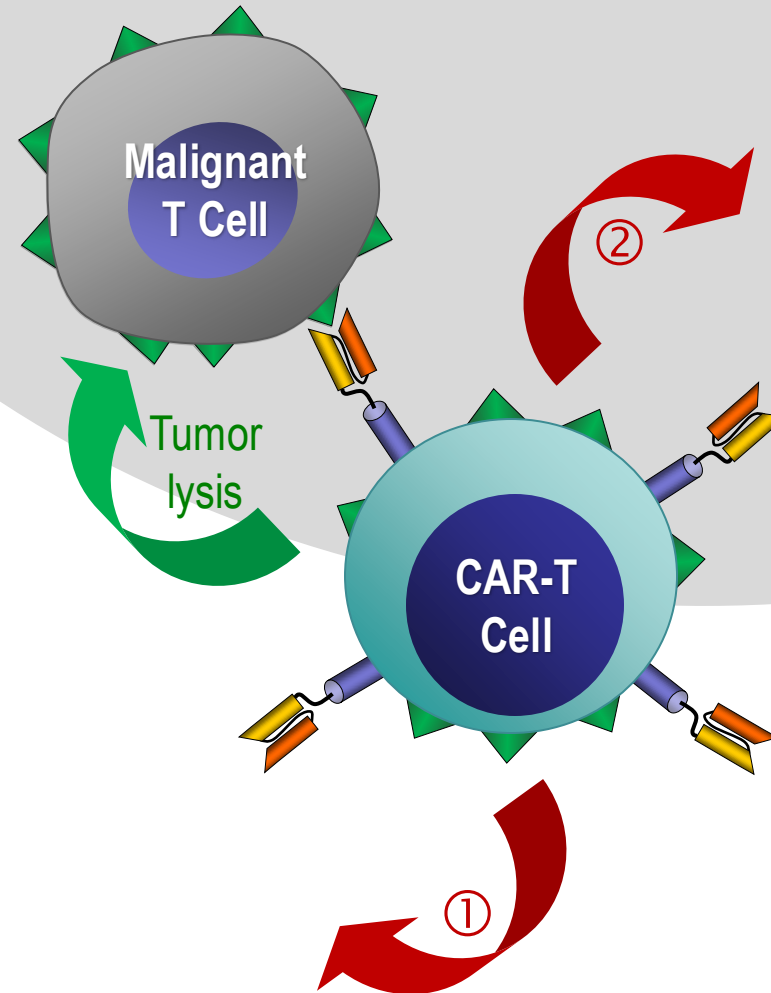 Malignant
T Cell
②
Tumor
lysis
CAR-T
Cell
①